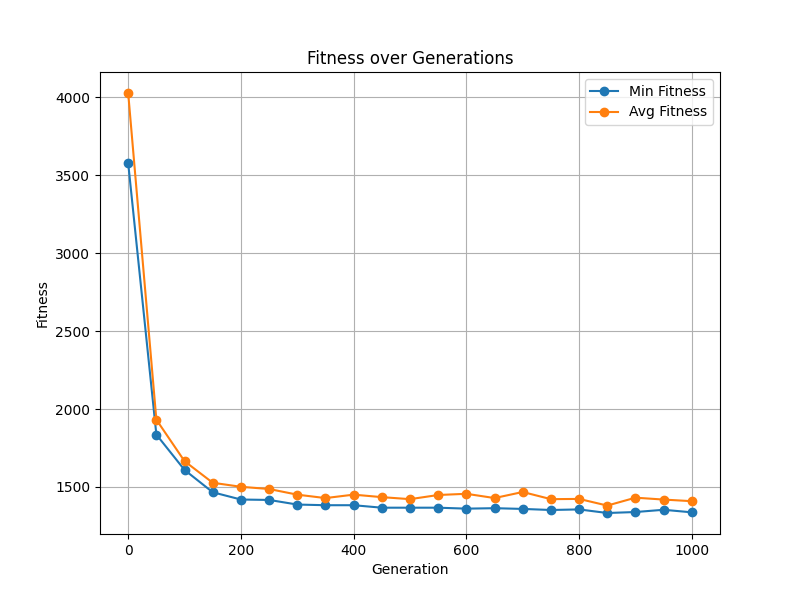 Fitness over Generations
Min Fitness
Avg Fitness
4000
3500
3000
2500
2000
1500
Fitness
0 200 400 600 800 1000
Generation